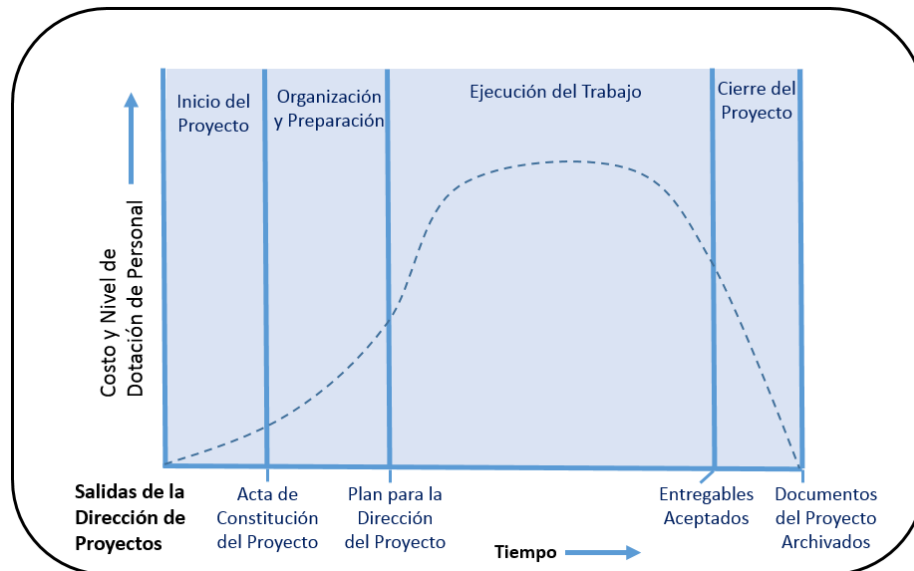 Inicio del
Proyecto
Organización
y Preparación
Ejecución del Trabajo
Cierre del
Proyecto
Costo y Nivel de
Dotación de Personal
Salidas de la
Dirección de
Proyectos
Acta de
Constitución
del Proyecto
Plan para la
Dirección
del Proyecto
Entregables
Aceptados
Documentos
del Proyecto
Archivados
Tiempo